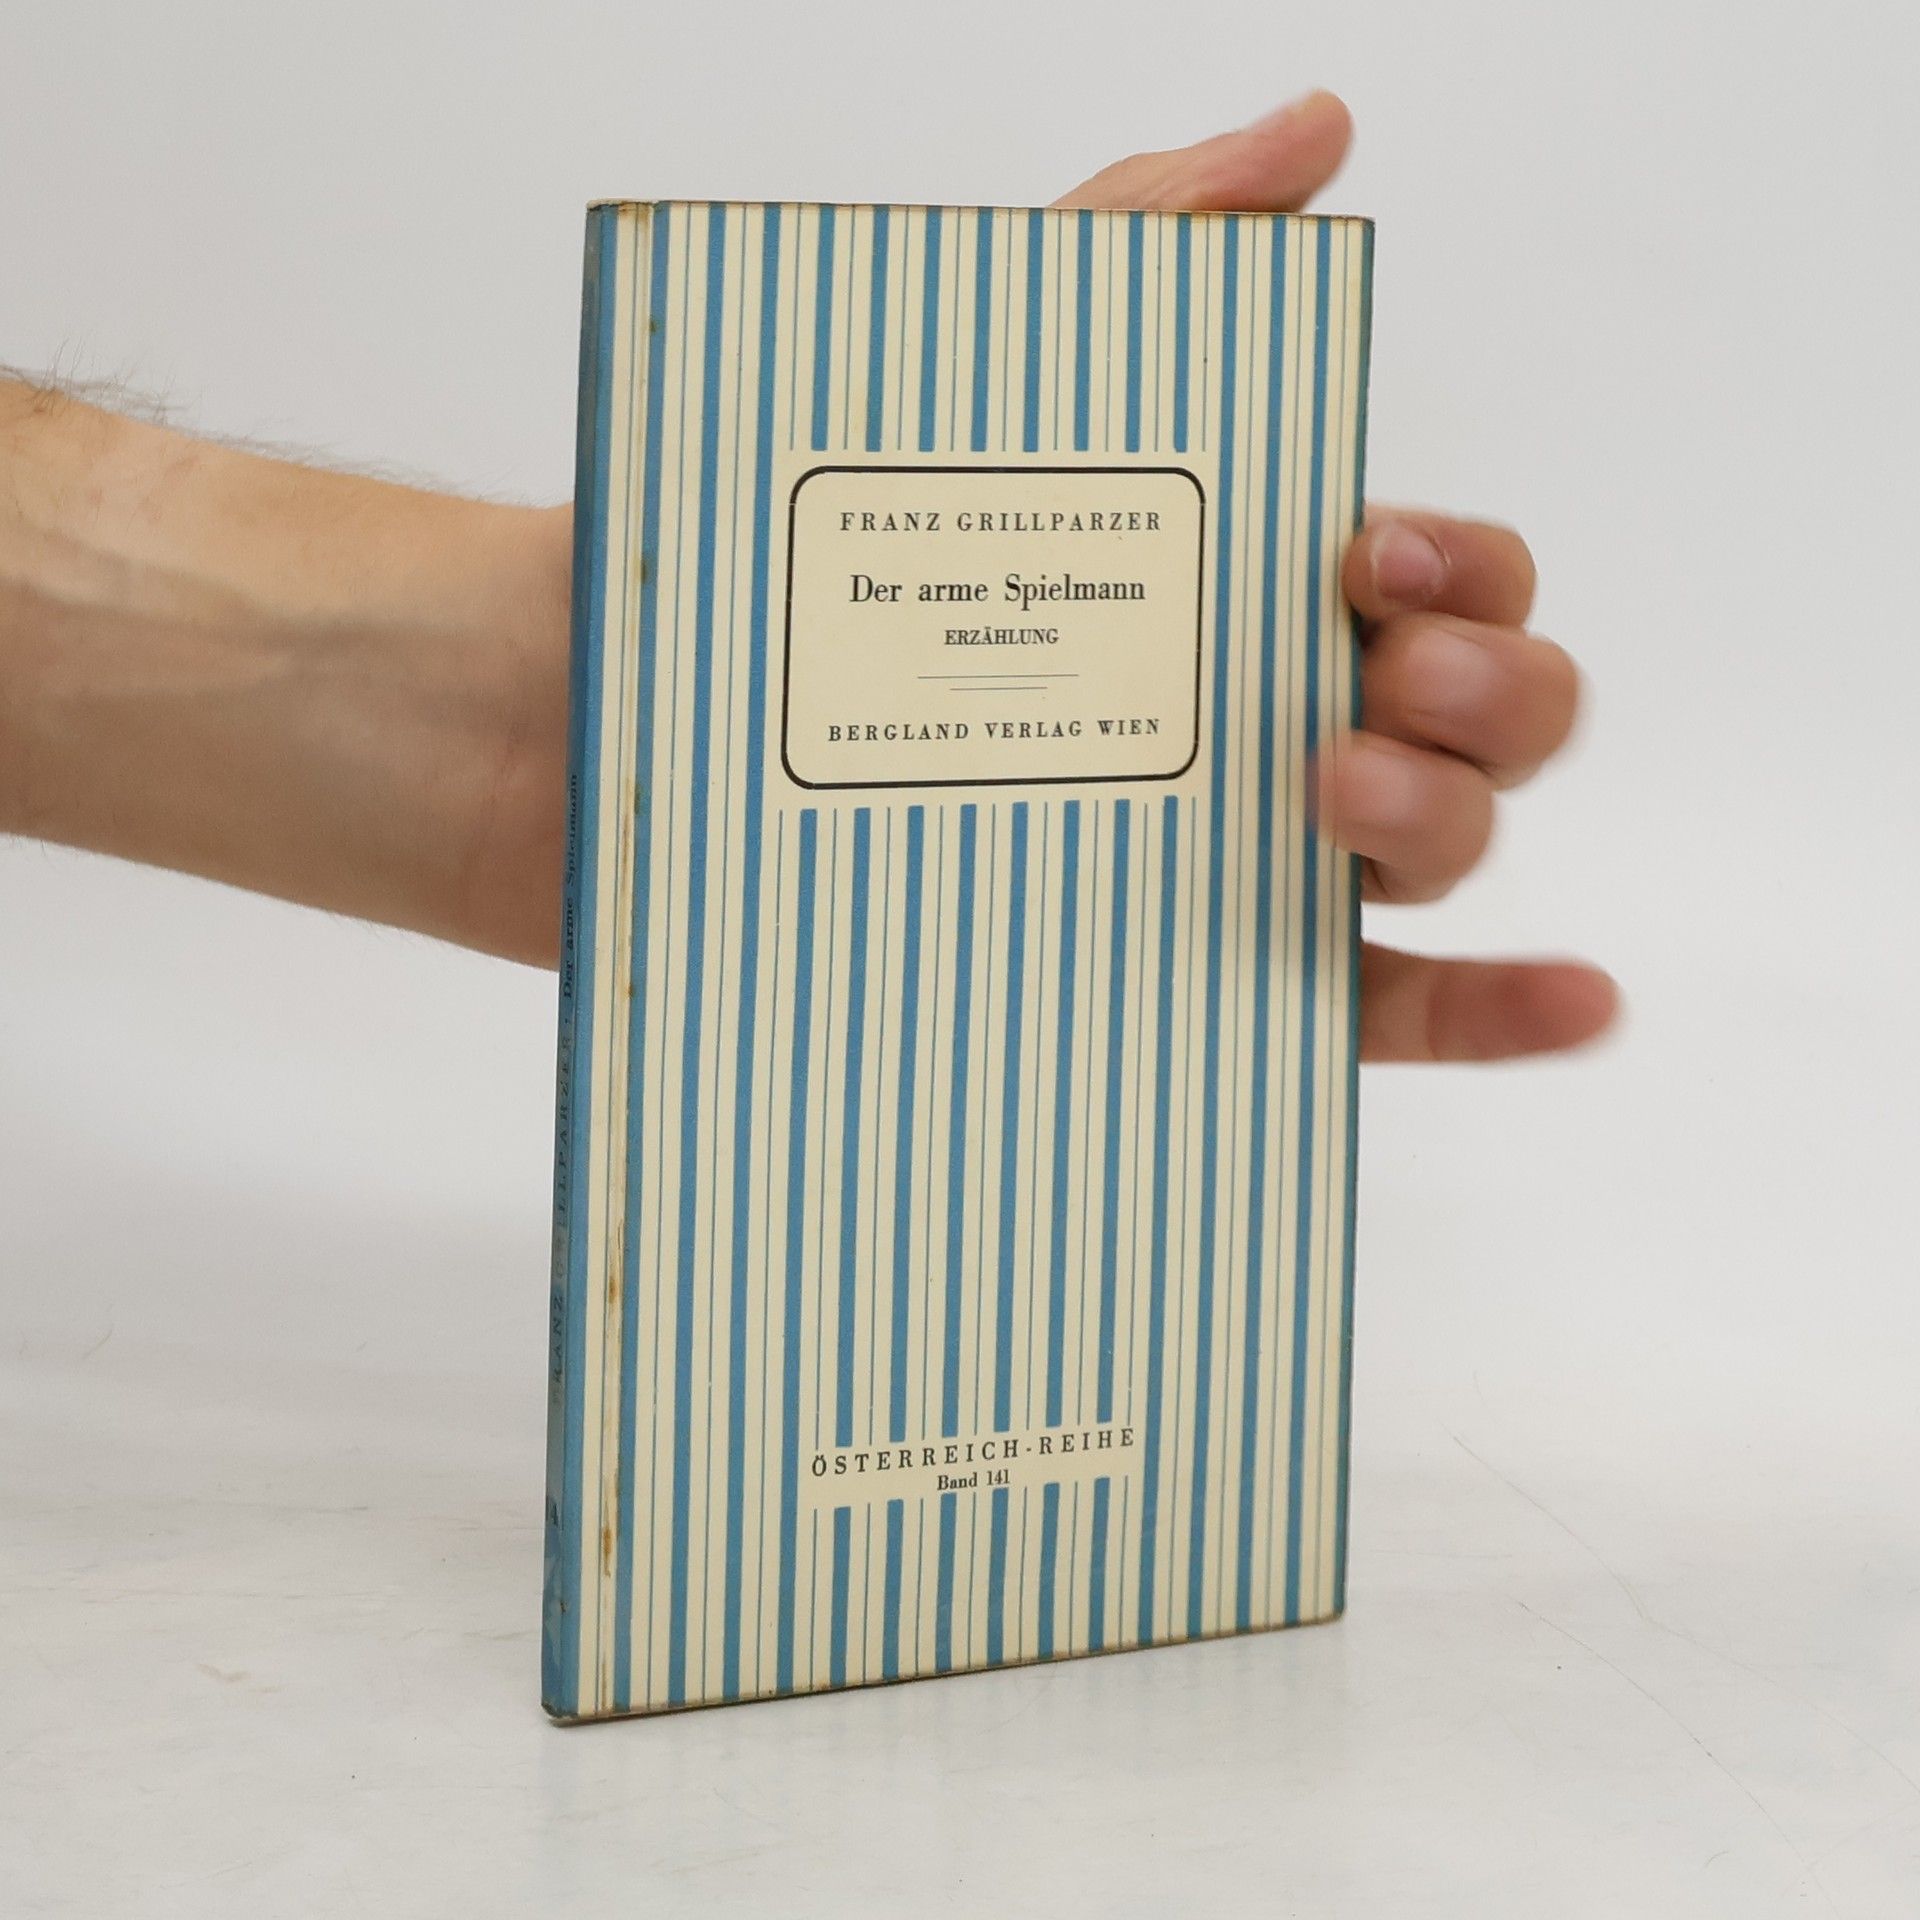 FRANZ GRILLPARZER
Der arme Spielmann
ERZÄHLUNG
BERGLAND VERLAG WIEN
ÖSTERREICH-REIHE
Band 141
FRANZ GRILLPARZER : Der arme Spielmann